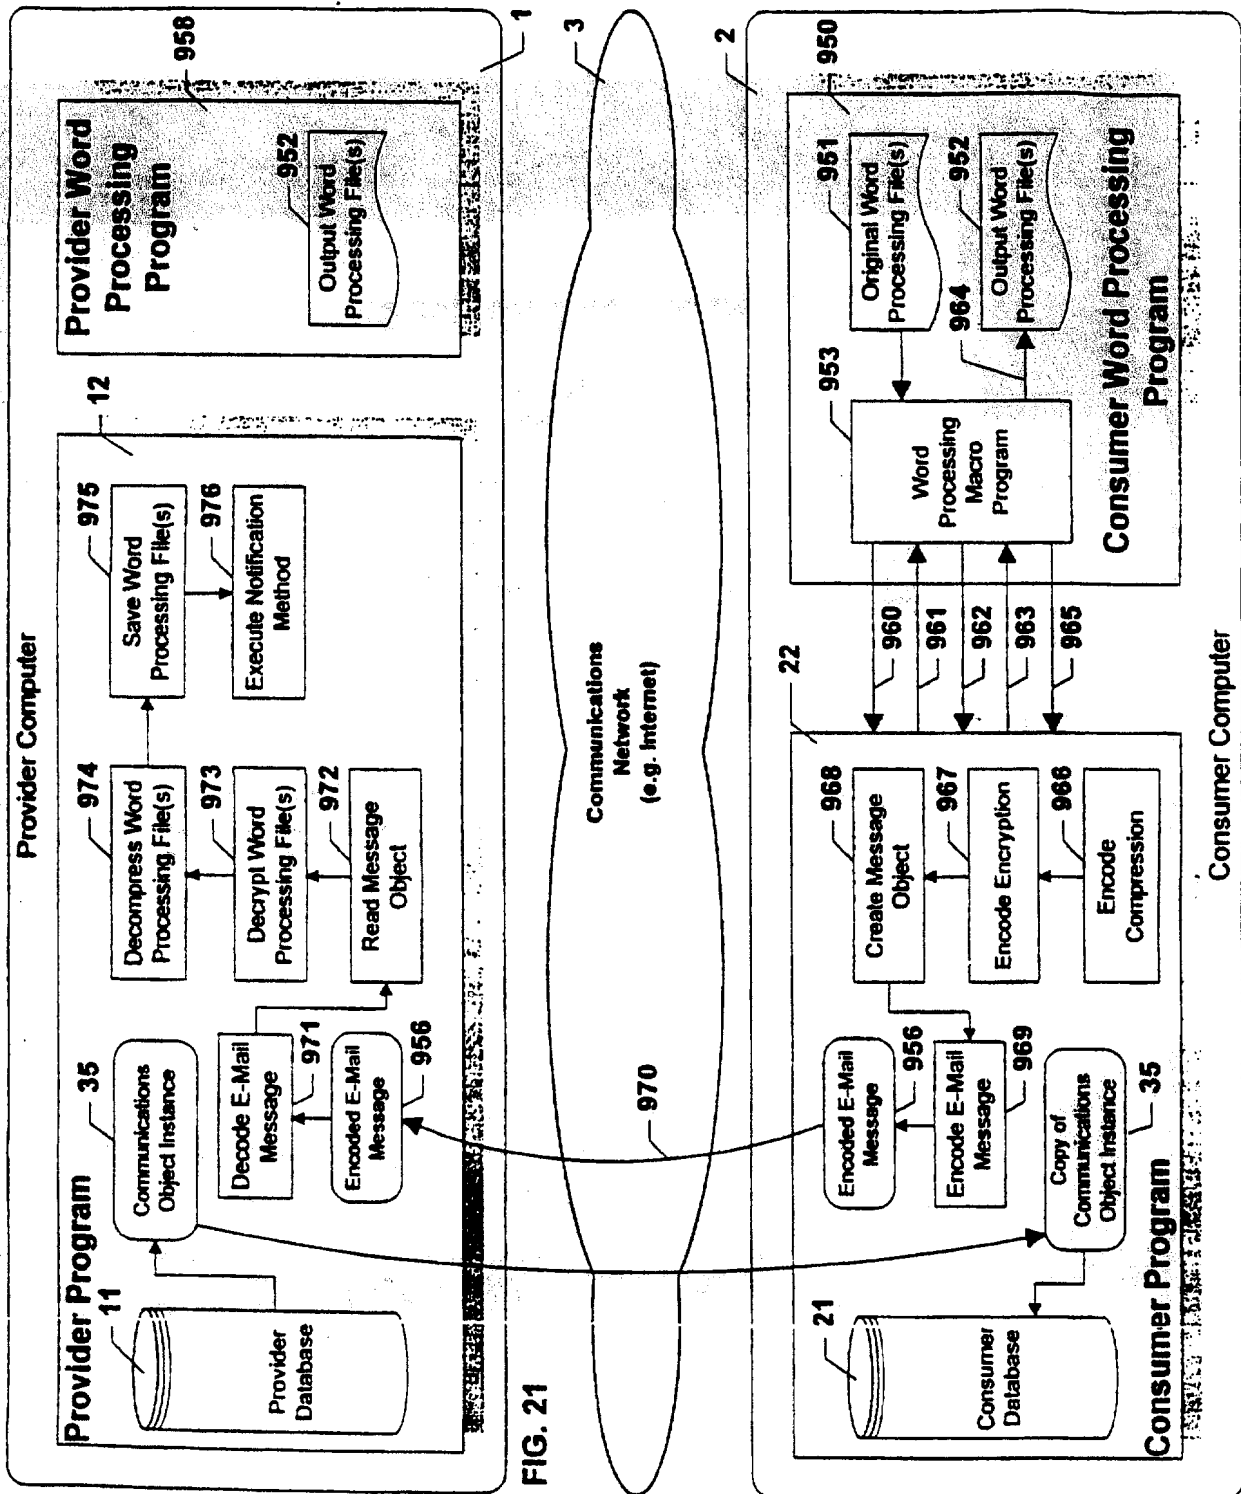 Provider Computer
1
Provider Program
12
11
Provider
Database
35
Communications
Object Instance
Decode E-Mail
Message
971
Encoded E-Mail
Message
956
974
Decompress Word
Processing File(s)
973
Decrypt Word
Processing File(s)
972
Read Message
Object
975
Save Word
Processing File(s)
976
Execute Notification
Method
958
Provider Word
Processing
Program
952
Output Word
Processing File(s)
FIG. 21
3
Communications
Network
(e.g. Internet)
970
2
22
21
Consumer
Database
Encoded E-Mail
Message
956
Encode E-Mail
Message
969
Copy of
Communications
Object Instance
35
968
Create Message
Object
967
Encode Encryption
966
Encode
Compression
Consumer Program
960
961
962
963
965
950
953
Word
Processing
Macro
Program
951
Original Word
Processing File(s)
964
952
Output Word
Processing File(s)
Consumer Word Processing
Program
Consumer Computer